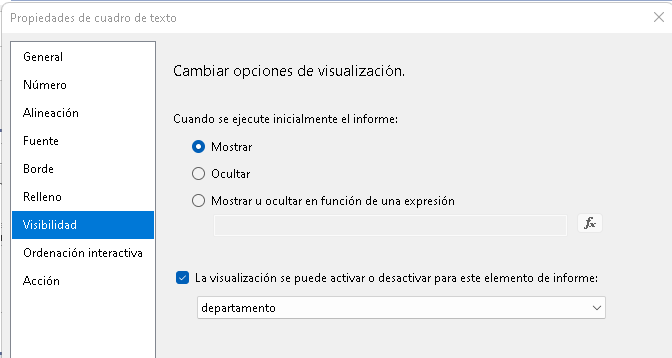 Propiedades de cuadro de texto
General
Número
Alineación
Fuente
Borde
Relleno
Visibilidad
Ordenación interactiva
Acción
Cambiar opciones de visualización.
Cuando se ejecute inicialmente el informe:
Mostrar
Ocultar
Mostrar u ocultar en función de una expresión
fx
La visualización se puede activar o desactivar para este elemento de informe:
departamento